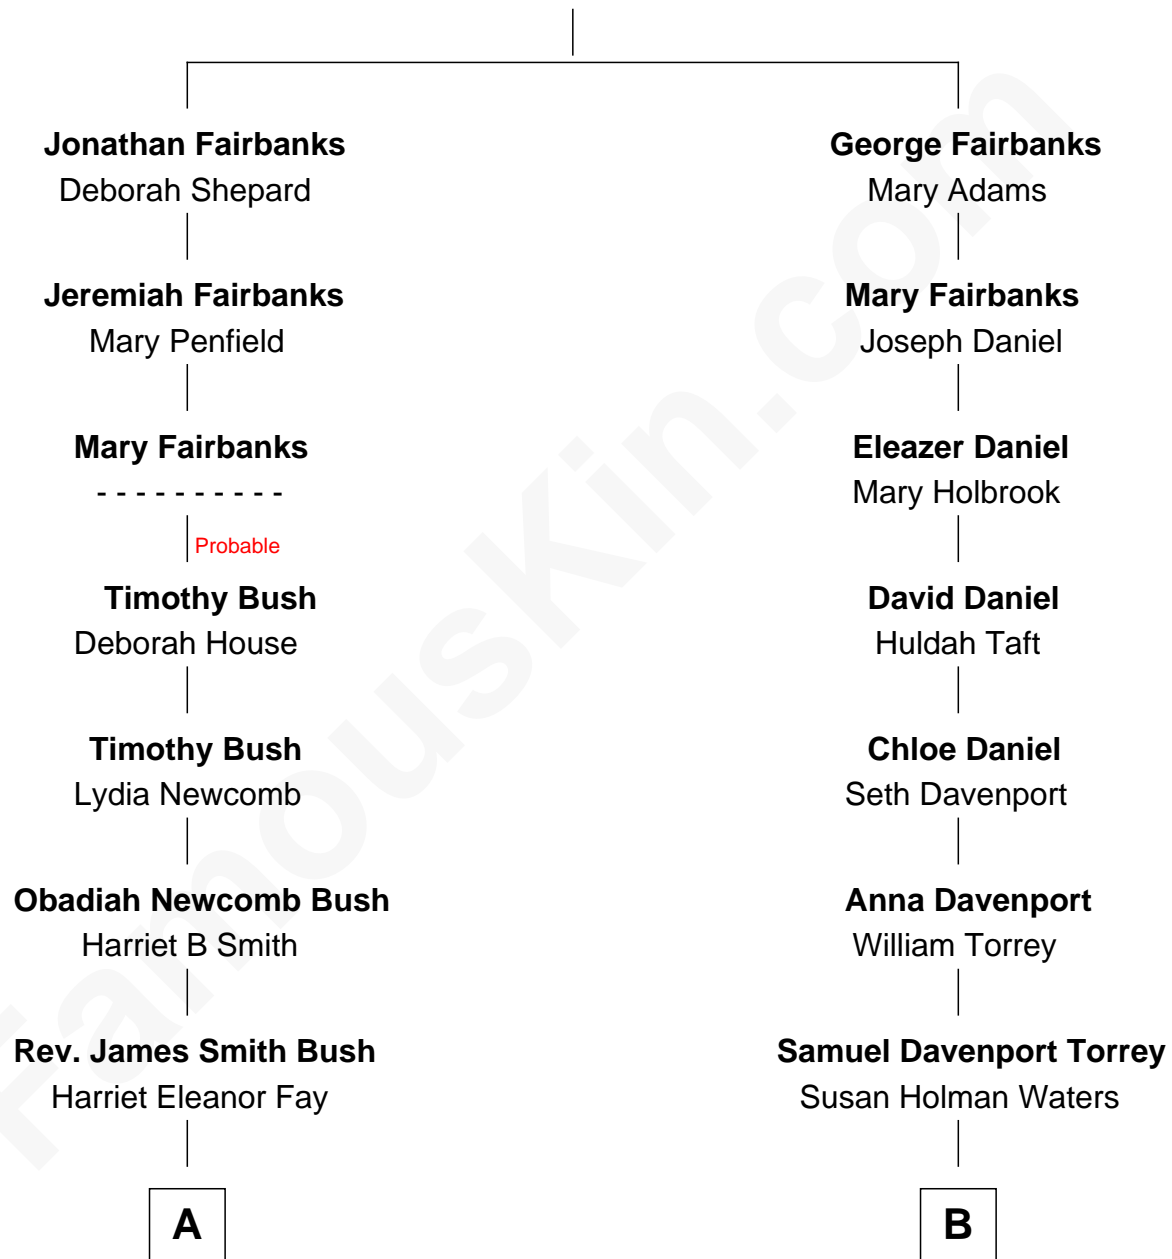 Jonathan Fairbanks
Deborah Shepard
Jeremiah Fairbanks
Mary Penfield
Mary Fairbanks
- - - - - - - - - -
Probable
Timothy Bush
Deborah House
Timothy Bush
Lydia Newcomb
Obadiah Newcomb Bush
Harriet B Smith
Rev. James Smith Bush
Harriet Eleanor Fay
A
George Fairbanks
Mary Adams
Mary Fairbanks
Joseph Daniel
Eleazer Daniel
Mary Holbrook
David Daniel
Huldah Taft
Chloe Daniel
Seth Davenport
Anna Davenport
William Torrey
Samuel Davenport Torrey
Susan Holman Waters
B
FamousKin.com